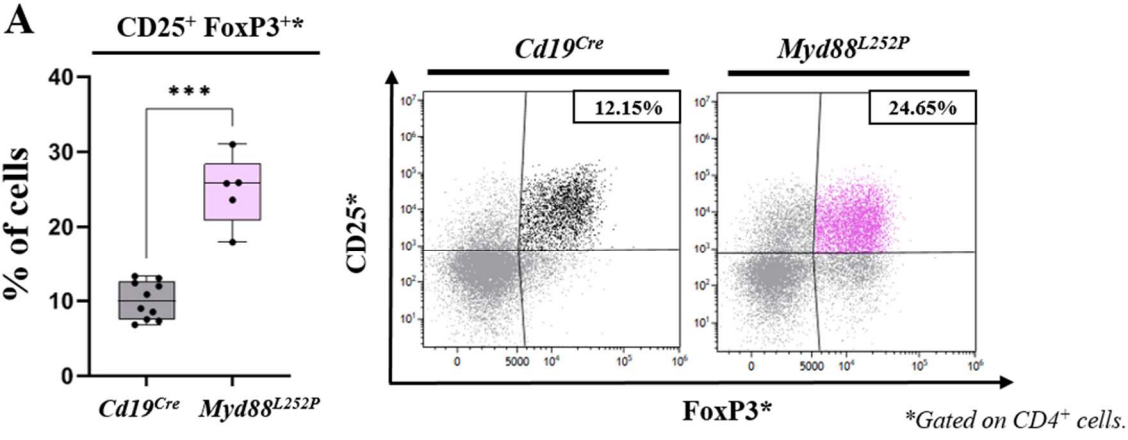 A
CD25⁺ FoxP3⁺*
***
% of cells
40
30
20
10
0
Cd19ᶜʳᵉ Myd88ᴸ²⁵²ᴾ
Cd19ᶜʳᵉ Myd88ᴸ²⁵²ᴾ
12.15% 24.65%
CD25*
10⁷
10⁶
10⁵
10⁴
10³
10²
10¹
0 5000 10⁴ 10⁵ 10⁶
10⁷
10⁶
10⁵
10⁴
10³
10²
10¹
0 5000 10⁴ 10⁵ 10⁶
FoxP3*
*Gated on CD4⁺ cells.